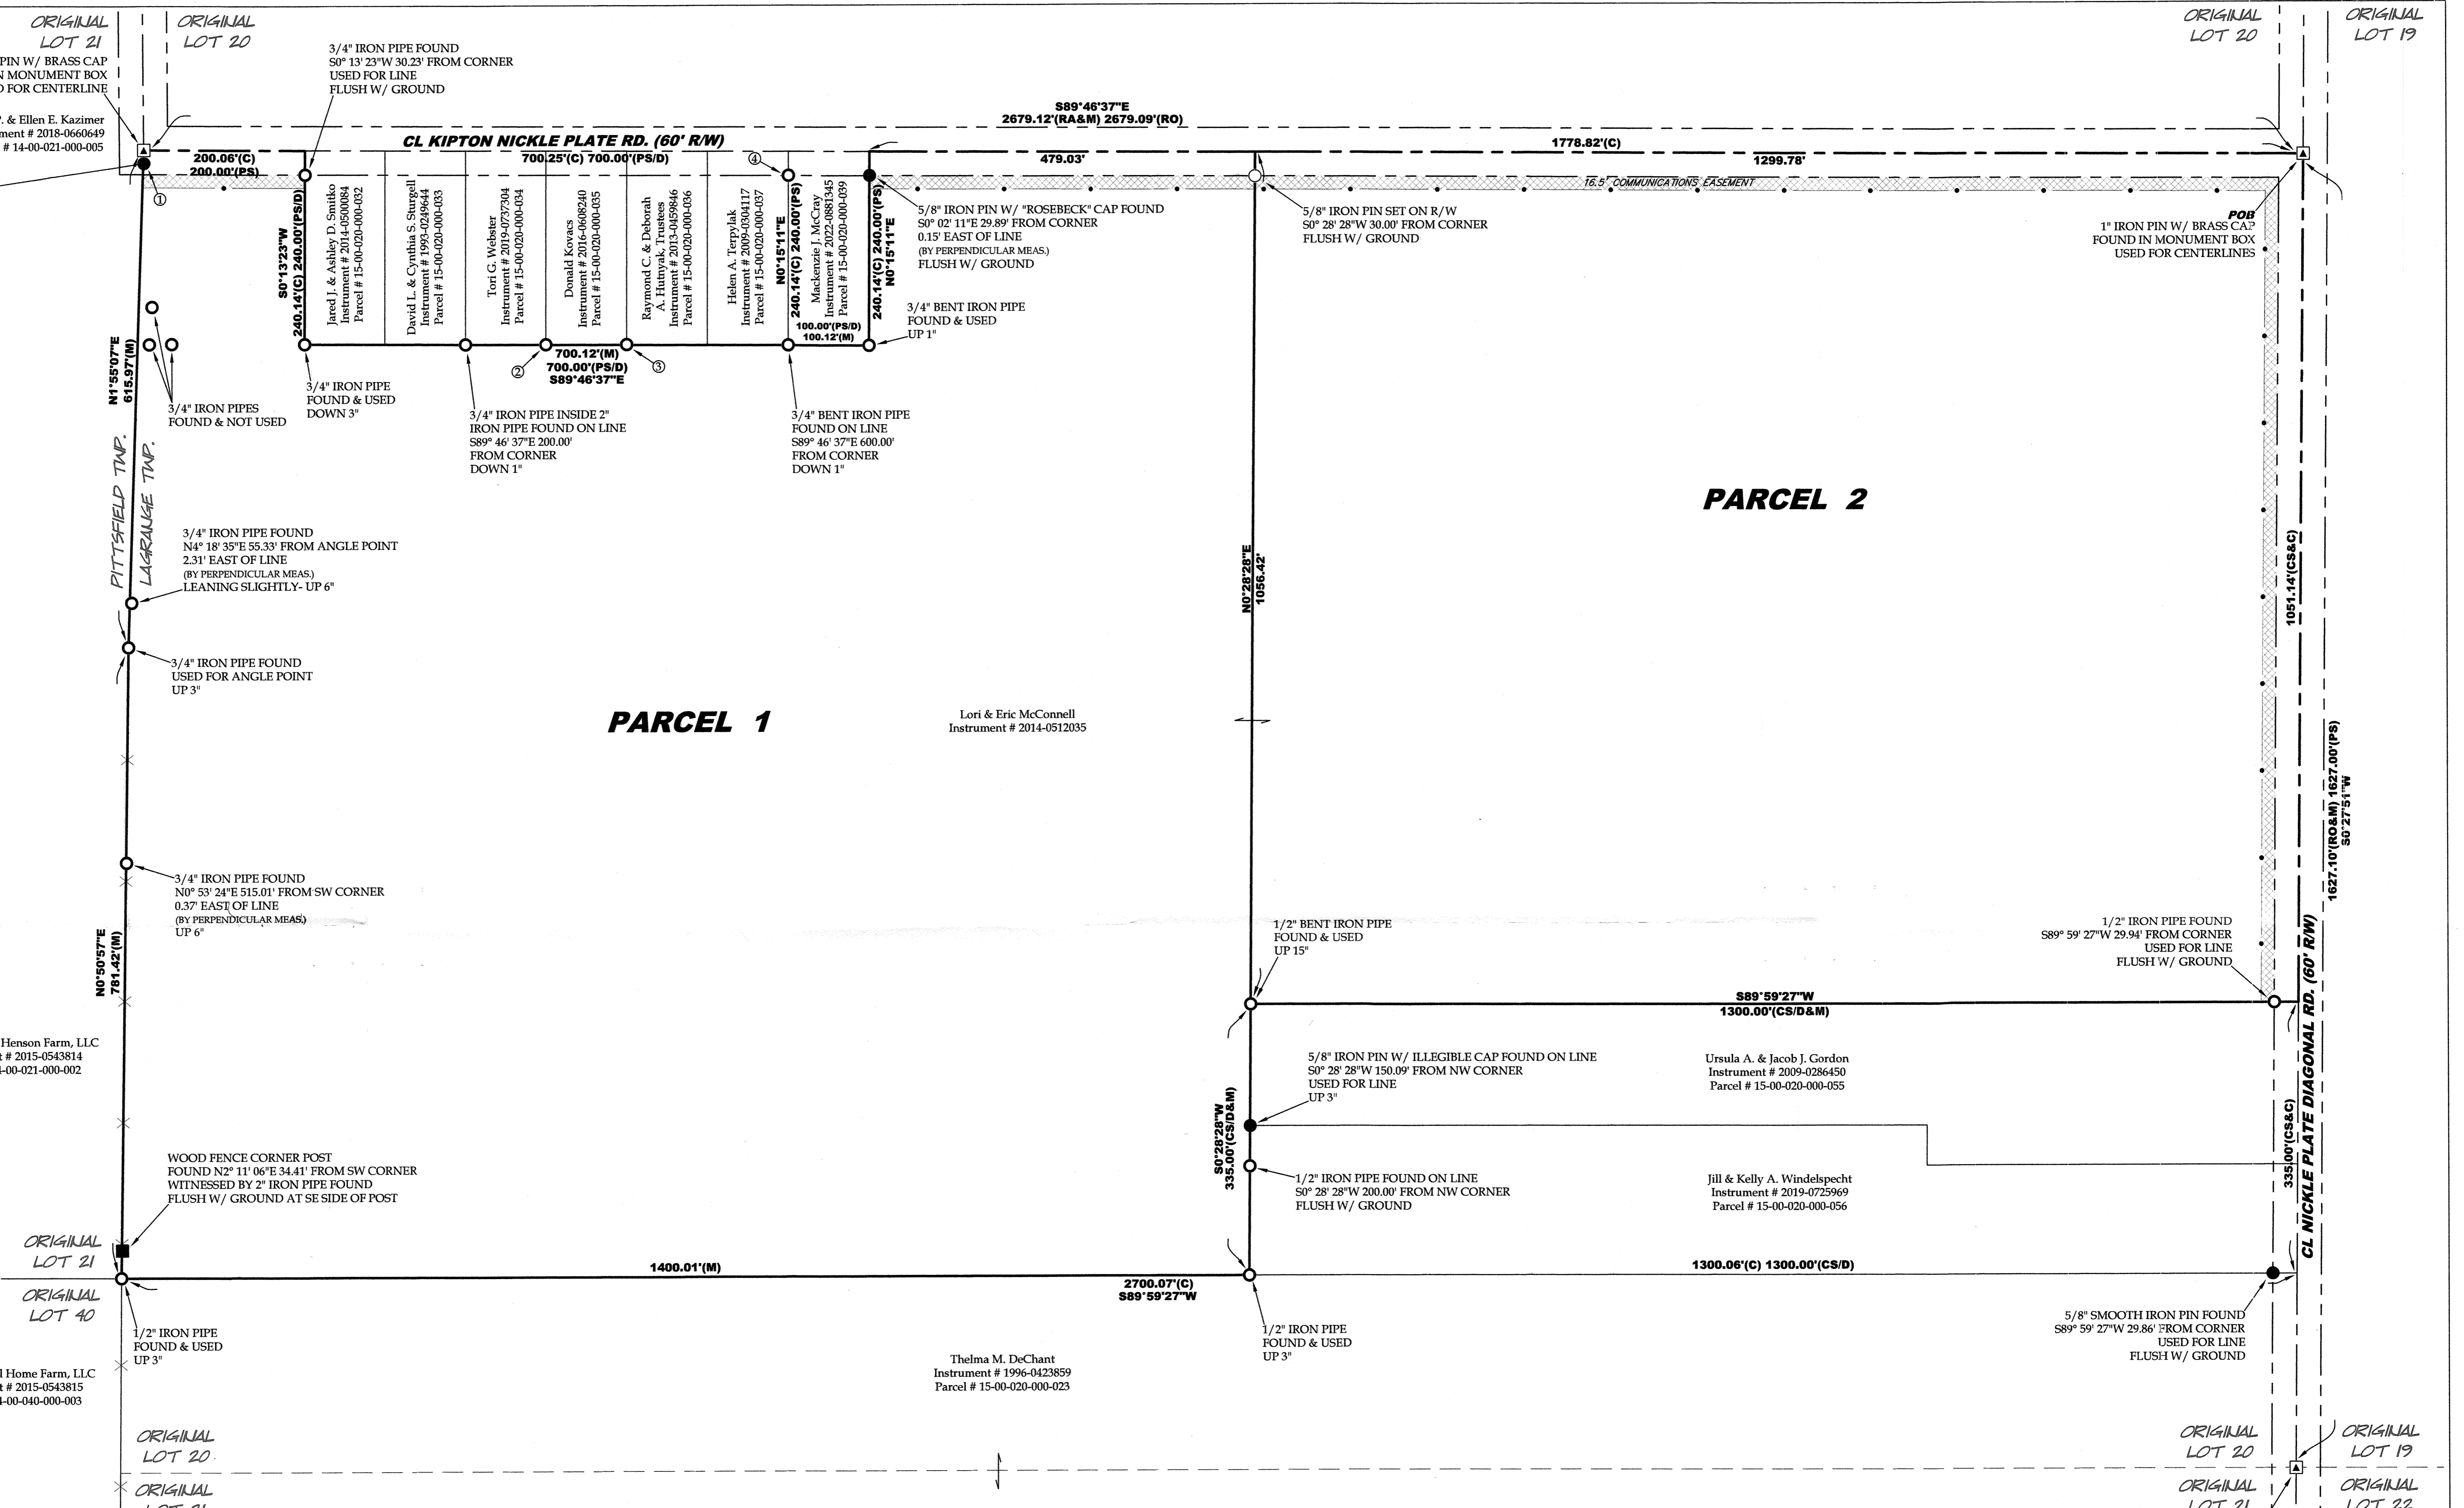 ORIGINAL
LOT 21
ORIGINAL
LOT 20
ORIGINAL
LOT 20
ORIGINAL
LOT 19
PIN W/ BRASS CAP
N MONUMENT BOX
D FOR CENTERLINE
3/4" IRON PIPE FOUND
S0° 13' 23"W 30.23' FROM CORNER
USED FOR LINE
FLUSH W/ GROUND
. & Ellen E. Kazimer
ment # 2018-0660649
# 14-00-021-000-005
S89°46'37"E
2679.12'(RA&M) 2679.09'(RO)
CL KIPTON NICKLE PLATE RD. (60' R/W)
200.06'(C)
200.00'(PS)
700.25'(C) 700.00'(PS/D)
479.03'
1778.82'(C)
1299.78'
①
④
16.5' COMMUNICATIONS EASEMENT
S0°13'23"W
240.14'(C) 240.00'(PS/D)
Jared J. & Ashley D. Smitko
Instrument # 2014-0500084
Parcel # 15-00-020-000-032
David L. & Cynthia S. Sturgell
Instrument # 1993-0249644
Parcel # 15-00-020-000-033
Tori G. Webster
Instrument # 2019-0737304
Parcel # 15-00-020-000-034
Donald Kovacs
Instrument # 2016-0608240
Parcel # 15-00-020-000-035
Raymond C. & Deborah
A. Hutnyak, Trustees
Instrument # 2013-0459846
Parcel # 15-00-020-000-036
Helen A. Terpylak
Instrument # 2009-0304117
Parcel # 15-00-020-000-037
N0°15'11"E
240.14'(C) 240.00'(PS)
Mackenzie J. McCray
Instrument # 2022-0881345
Parcel # 15-00-020-000-039
240.14'(C) 240.00'(PS)
N0°15'11"E
100.00'(PS/D)
100.12'(M)
5/8" IRON PIN W/ "ROSEBECK" CAP FOUND
S0° 02' 11"E 29.89' FROM CORNER
0.15' EAST OF LINE
(BY PERPENDICULAR MEAS.)
FLUSH W/ GROUND
5/8" IRON PIN SET ON R/W
S0° 28' 28"W 30.00' FROM CORNER
FLUSH W/ GROUND
POB
1" IRON PIN W/ BRASS CAP
FOUND IN MONUMENT BOX
USED FOR CENTERLINES
3/4" BENT IRON PIPE
FOUND & USED
UP 1"
N1°55'07"E
615.97'(M)
3/4" IRON PIPES
FOUND & NOT USED
3/4" IRON PIPE
FOUND & USED
DOWN 3"
②
700.12'(M)
700.00'(PS/D)
S89°46'37"E
③
3/4" IRON PIPE INSIDE 2"
IRON PIPE FOUND ON LINE
S89° 46' 37"E 200.00'
FROM CORNER
DOWN 1"
3/4" BENT IRON PIPE
FOUND ON LINE
S89° 46' 37"E 600.00'
FROM CORNER
DOWN 1"
PITTSFIELD TWP.
LAGRANGE TWP.
PARCEL 2
3/4" IRON PIPE FOUND
N4° 18' 35"E 55.33' FROM ANGLE POINT
2.31' EAST OF LINE
(BY PERPENDICULAR MEAS.)
LEANING SLIGHTLY- UP 6"
N0°28'28"E
1056.42'
1051.14'(CS&C)
3/4" IRON PIPE FOUND
USED FOR ANGLE POINT
UP 3"
PARCEL 1
Lori & Eric McConnell
Instrument # 2014-0512035
1627.10'(RO&M) 1627.00'(PS)
S0°27'51"W
3/4" IRON PIPE FOUND
N0° 53' 24"E 515.01' FROM SW CORNER
0.37' EAST OF LINE
(BY PERPENDICULAR MEAS.)
UP 6"
N0°50'57"E
781.42'(M)
1/2" BENT IRON PIPE
FOUND & USED
UP 15"
1/2" IRON PIPE FOUND
S89° 59' 27"W 29.94' FROM CORNER
USED FOR LINE
FLUSH W/ GROUND
S89°59'27"W
1300.00'(CS/D&M)
CL NICKLE PLATE DIAGONAL RD. (60' R/W)
Henson Farm, LLC
t # 2015-0543814
-00-021-000-002
5/8" IRON PIN W/ ILLEGIBLE CAP FOUND ON LINE
S0° 28' 28"W 150.09' FROM NW CORNER
USED FOR LINE
UP 3"
Ursula A. & Jacob J. Gordon
Instrument # 2009-0286450
Parcel # 15-00-020-000-055
S0°28'28"W
335.00'(CS/D&M)
335.00'(CS&C)
WOOD FENCE CORNER POST
FOUND N2° 11' 06"E 34.41' FROM SW CORNER
WITNESSED BY 2" IRON PIPE FOUND
FLUSH W/ GROUND AT SE SIDE OF POST
1/2" IRON PIPE FOUND ON LINE
S0° 28' 28"W 200.00' FROM NW CORNER
FLUSH W/ GROUND
Jill & Kelly A. Windelspecht
Instrument # 2019-0725969
Parcel # 15-00-020-000-056
ORIGINAL
LOT 21
1400.01'(M)
2700.07'(C)
S89°59'27"W
1300.06'(C) 1300.00'(CS/D)
ORIGINAL
LOT 40
1/2" IRON PIPE
FOUND & USED
UP 3"
1/2" IRON PIPE
FOUND & USED
UP 3"
5/8" SMOOTH IRON PIN FOUND
S89° 59' 27"W 29.86' FROM CORNER
USED FOR LINE
FLUSH W/ GROUND
l Home Farm, LLC
t # 2015-0543815
-00-040-000-003
Thelma M. DeChant
Instrument # 1996-0423859
Parcel # 15-00-020-000-023
ORIGINAL
LOT 20
ORIGINAL
LOT 20
ORIGINAL
LOT 19
ORIGINAL
LOT 21
ORIGINAL
LOT 21
ORIGINAL
LOT 22